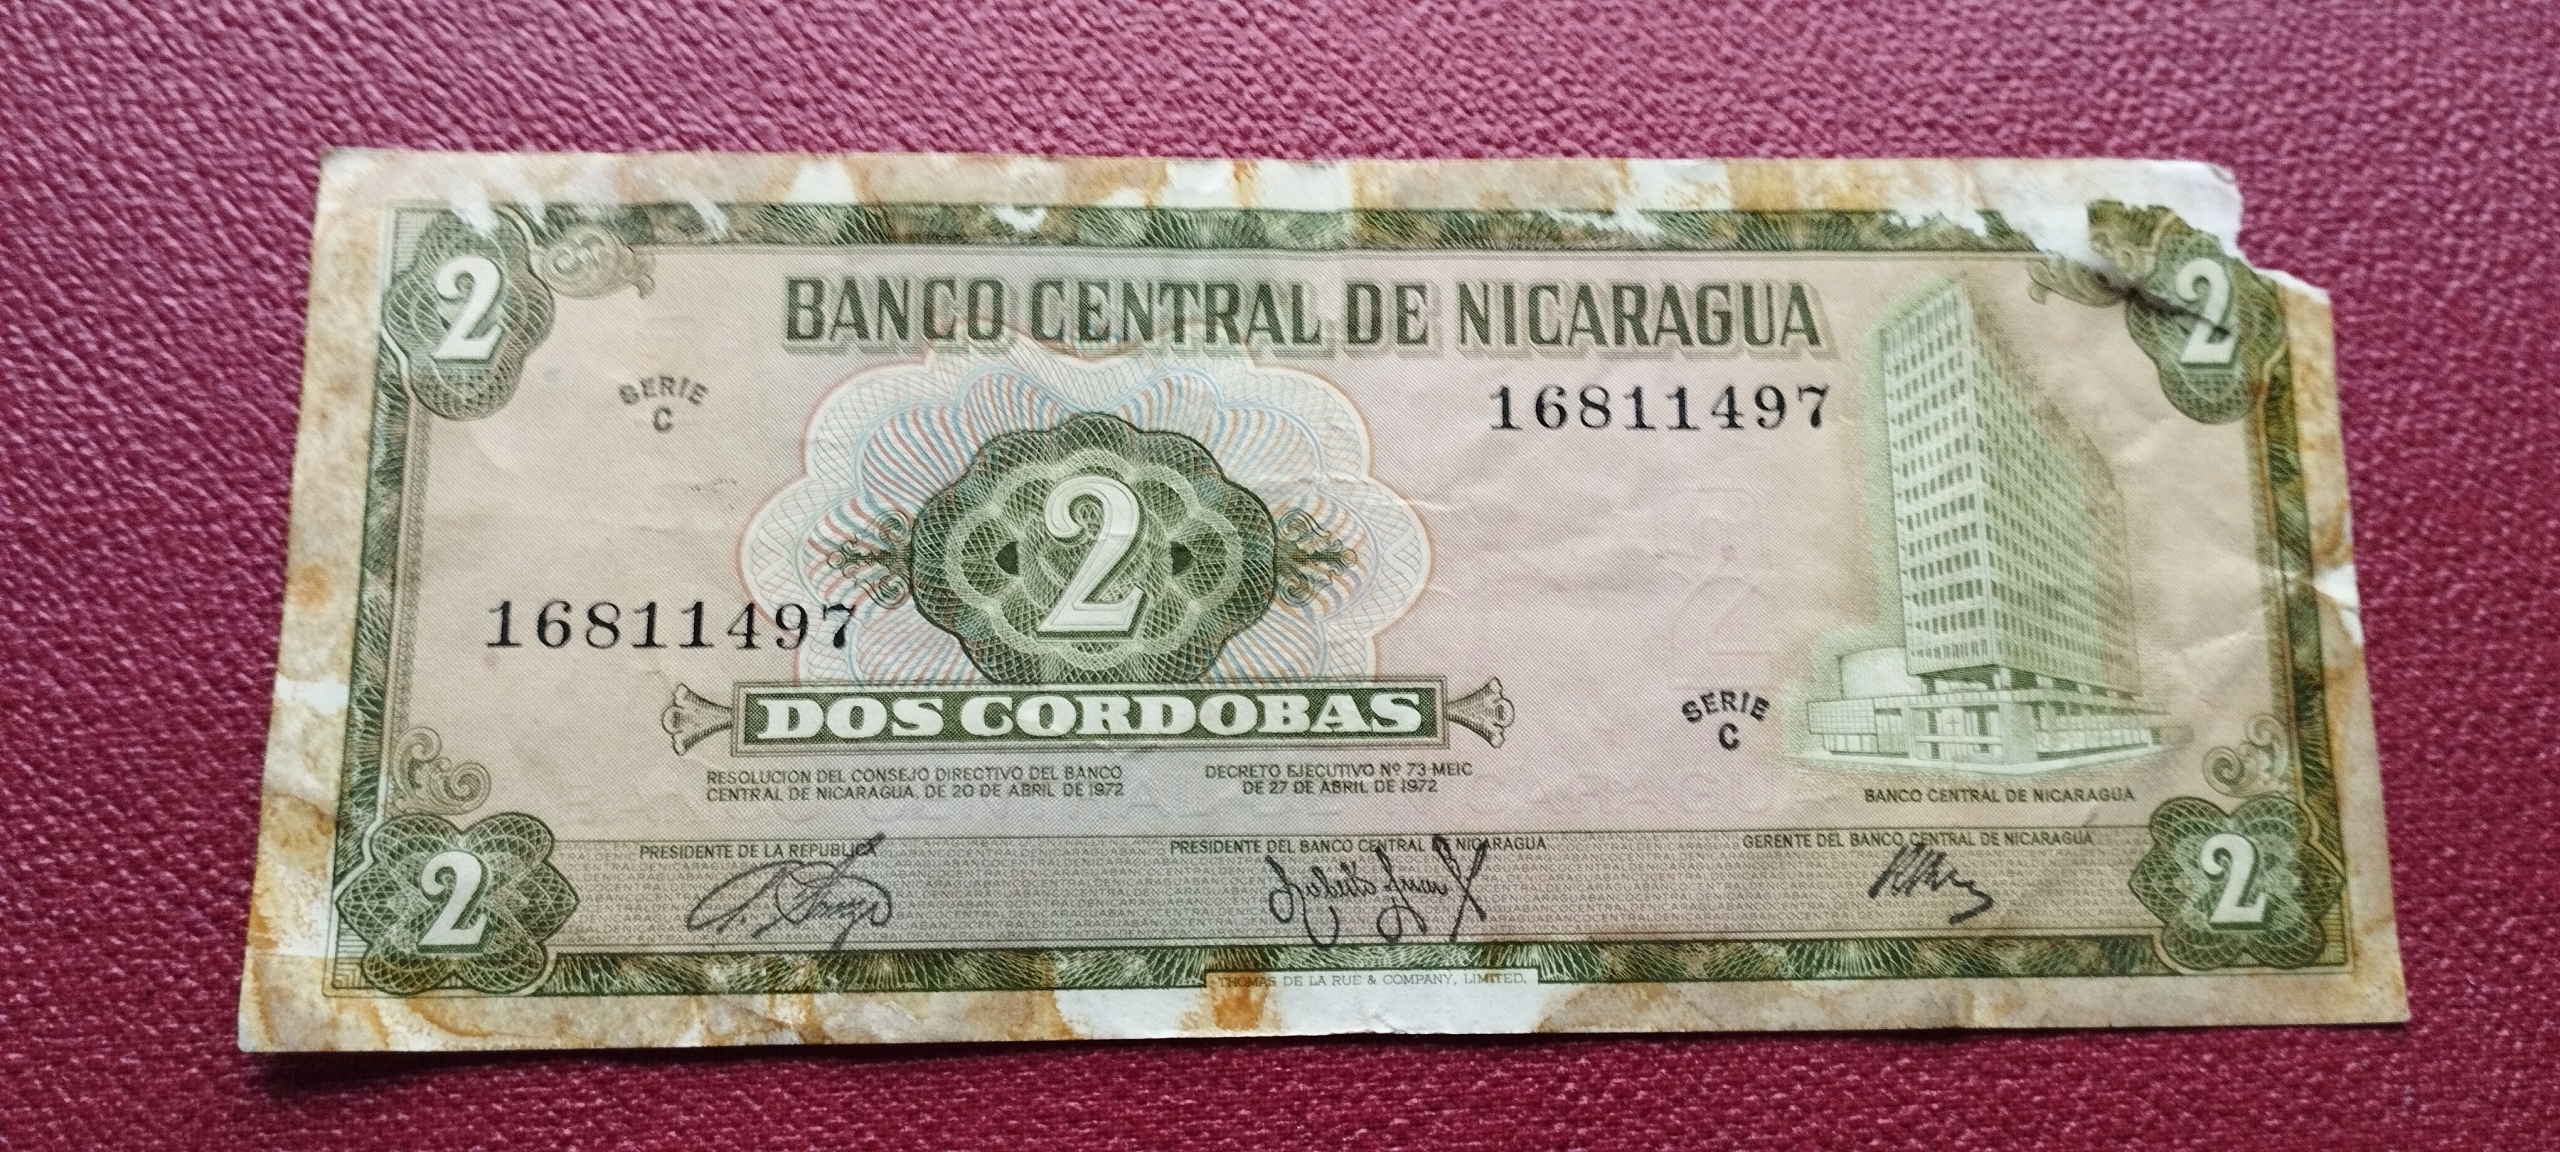 2
2
BANCO CENTRAL DE NICARAGUA
SERIE
C
16811497
2
16811497
DOS CORDOBAS
SERIE
C
RESOLUCION DEL CONSEJO DIRECTIVO DEL BANCO
CENTRAL DE NICARAGUA, DE 20 DE ABRIL DE 1972
DECRETO EJECUTIVO Nº 73 MEIC
DE 27 DE ABRIL DE 1972
BANCO CENTRAL DE NICARAGUA
PRESIDENTE DE LA REPUBLICA
PRESIDENTE DEL BANCO CENTRAL DE NICARAGUA
GERENTE DEL BANCO CENTRAL DE NICARAGUA
2
2
THOMAS DE LA RUE & COMPANY, LIMITED.